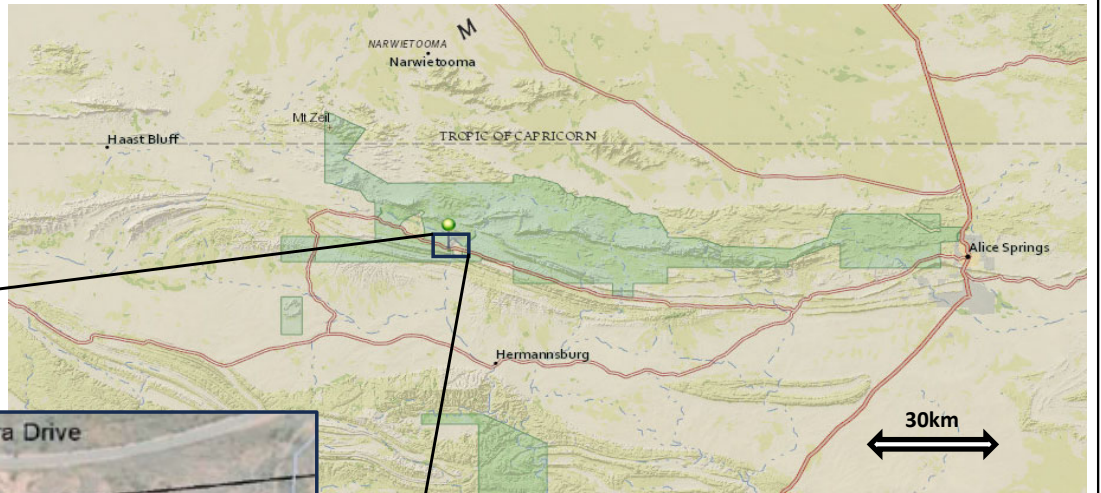 M
NARWIETOOMA
Narwietooma
Mt Zeil
Haast Bluff
TROPIC OF CAPRICORN
Alice Springs
Hermannsburg
30km
Drive